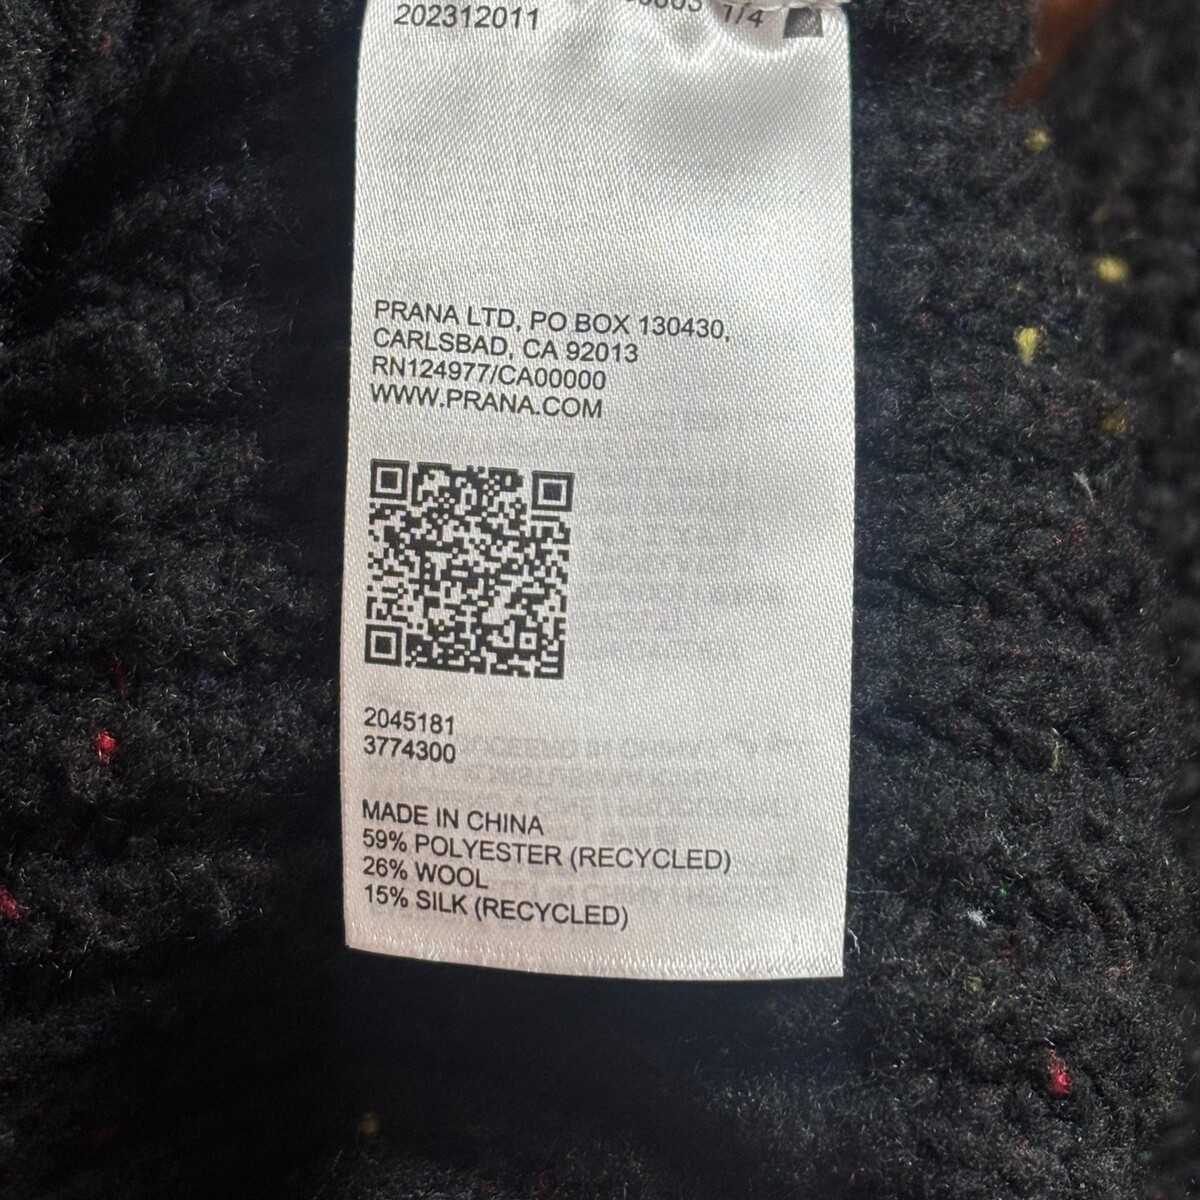 202312011
1/4
PRANA LTD, PO BOX 130430,
CARLSBAD, CA 92013
RN124977/CA00000
WWW.PRANA.COM
2045181
3774300
MADE IN CHINA
59% POLYESTER (RECYCLED)
26% WOOL
15% SILK (RECYCLED)